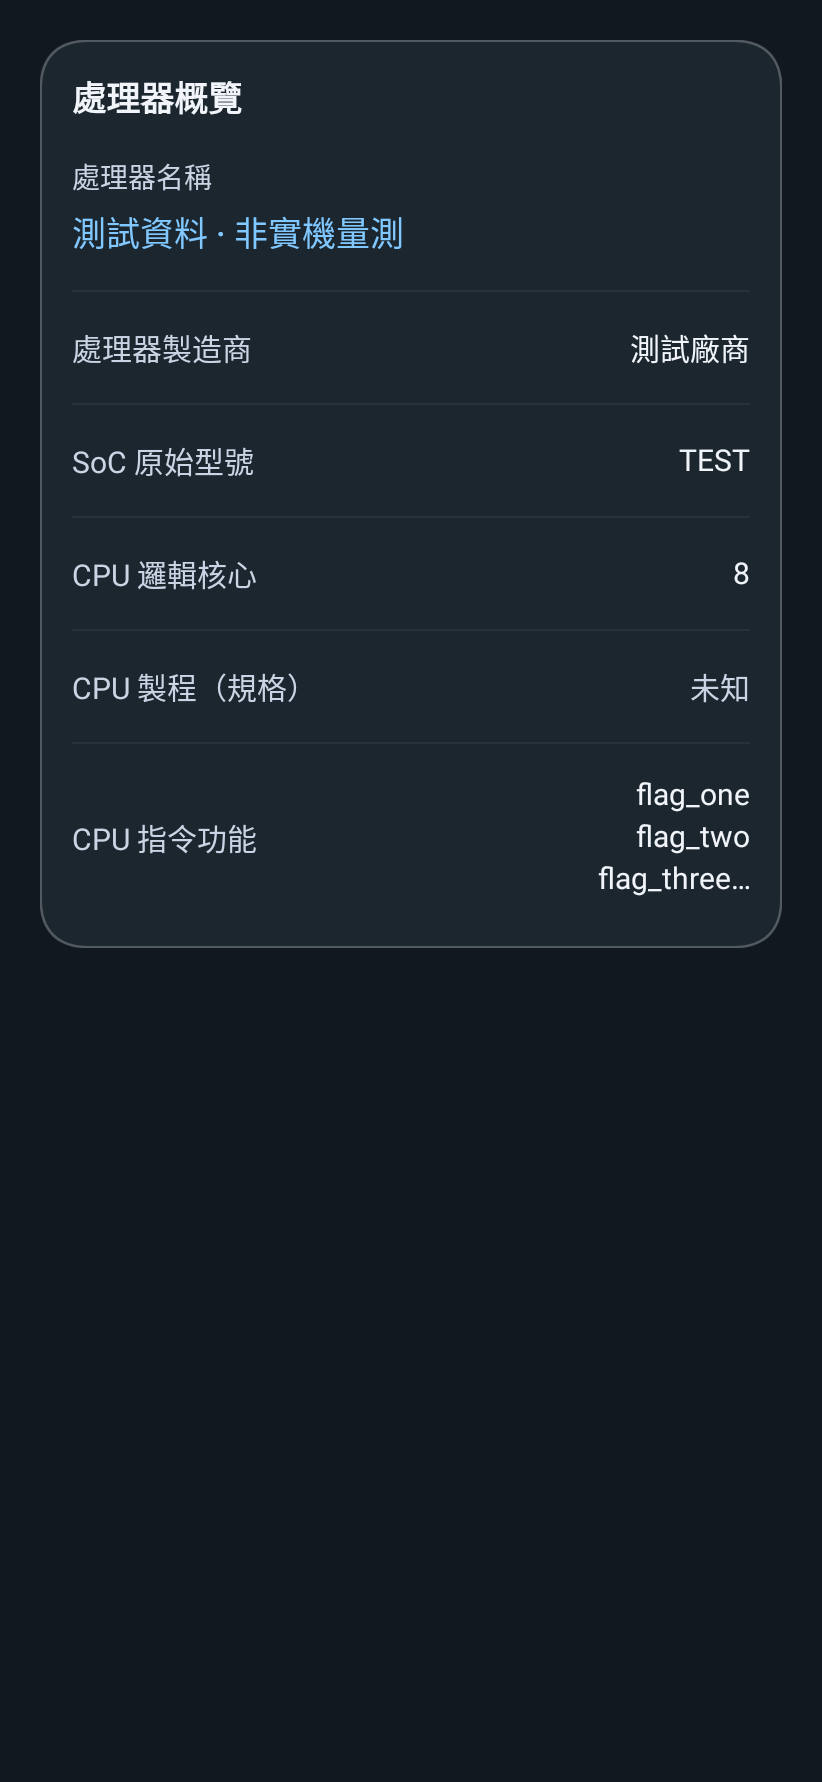 處理器概覽
處理器名稱
測試資料 · 非實機量測
處理器製造商
測試廠商
SoC 原始型號
TEST
CPU 邏輯核心
8
CPU 製程（規格）
未知
CPU 指令功能
flag_one
flag_two
flag_three…